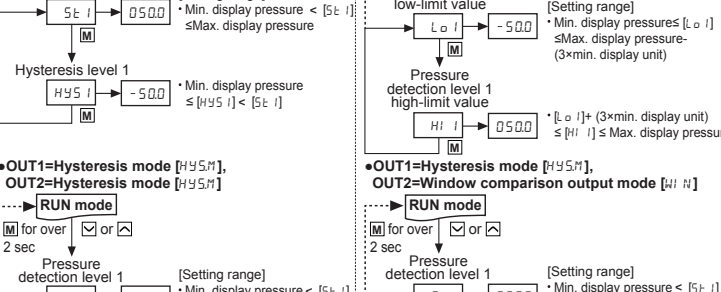 St 1
050.0
• Min. display pressure < [St 1]
≤Max. display pressure
M
Hysteresis level 1
HYS 1
- 50.0
• Min. display pressure
≤ [HYS 1] < [St 1]
M
●OUT1=Hysteresis mode [HYS.M],
OUT2=Hysteresis mode [HYS.M]
RUN mode
M for over
2 sec
or
Pressure
detection level 1
[Setting range]
• Min. display pressure < [St 1]
low-limit value
Lo 1
- 50.0
[Setting range]
• Min. display pressure≤ [Lo 1]
≤Max. display pressure-
(3×min. display unit)
M
Pressure
detection level 1
high-limit value
HI 1
050.0
• [Lo 1]+ (3×min. display unit)
≤ [HI 1] ≤ Max. display pressu
M
●OUT1=Hysteresis mode [HYS.M],
OUT2=Window comparison output mode [WI N]
RUN mode
M for over
2 sec
or
Pressure
detection level 1
[Setting range]
• Min. display pressure < [St 1]